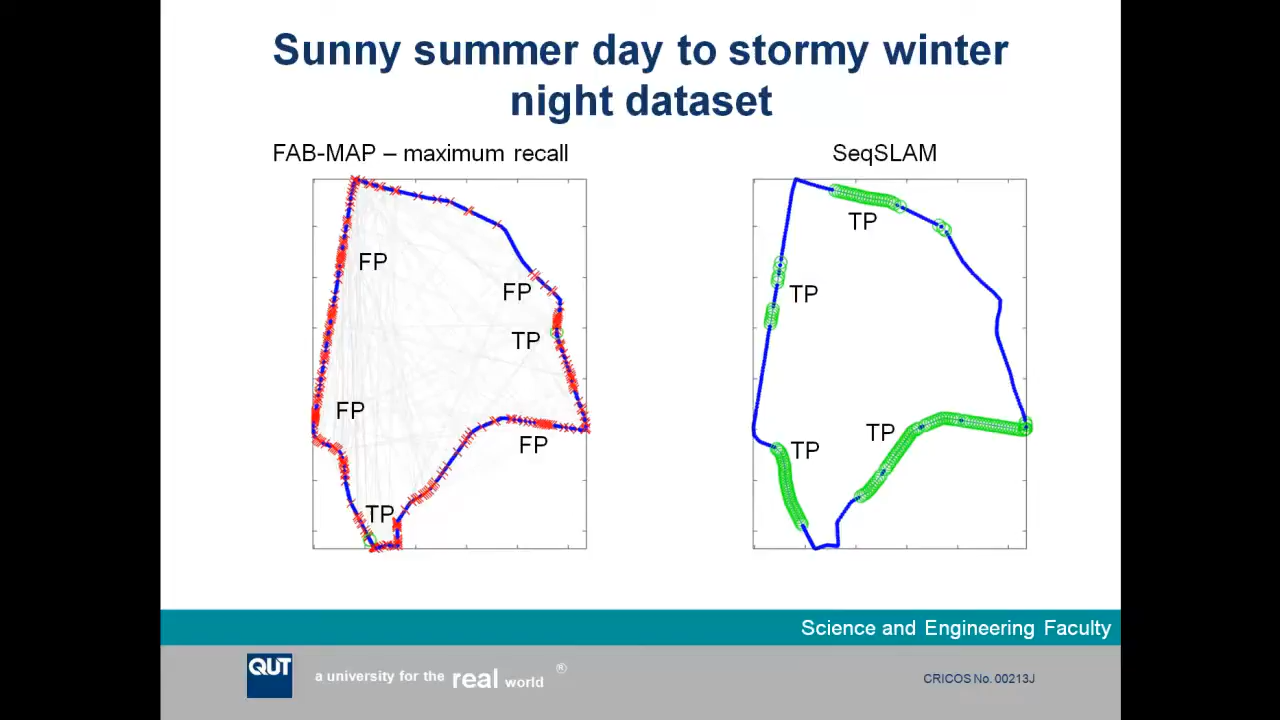 Sunny summer day to stormy winter
night dataset
FAB-MAP – maximum recall
SeqSLAM
FP
FP
TP
FP
FP
TP
TP
TP
TP
TP
Science and Engineering Faculty
QUT
a university for the real world ®
CRICOS No. 00213J